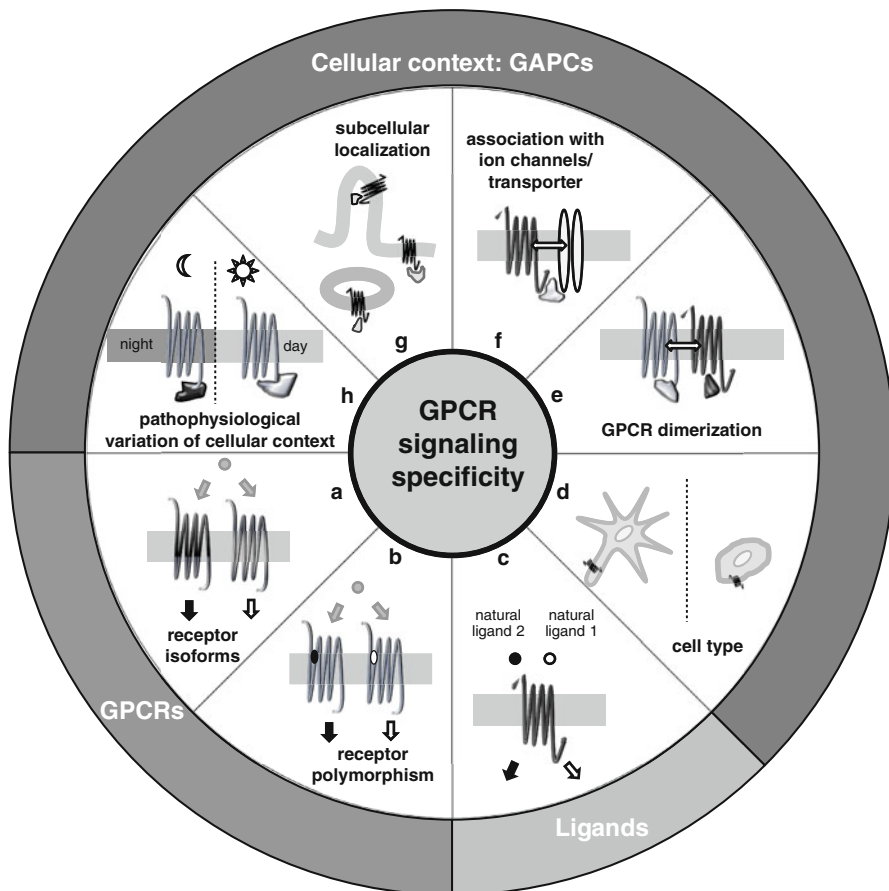 Cellular context: GAPCs
subcellular
localization
association with
ion channels/
transporter
night
day
pathophysiological
variation of cellular context
g
f
h
e
GPCR
signaling
specificity
GPCR dimerization
a
d
b
c
receptor
isoforms
natural
ligand 2
natural
ligand 1
cell type
receptor
polymorphism
GPCRs
Ligands